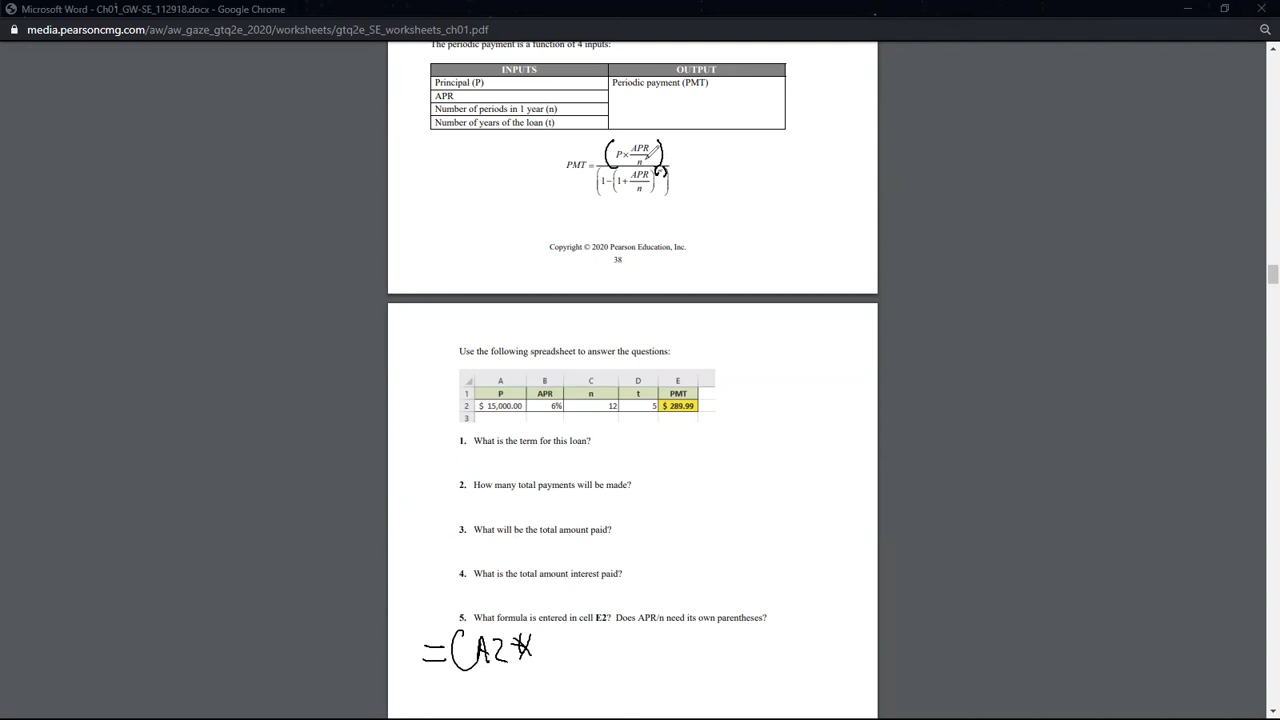 Microsoft Word - Ch01_GW-SE_112918.docx - Google Chrome
media.pearsoncmg.com/aw/aw_gaze_gtq2e_2020/worksheets/gtq2e_SE_worksheets_ch01.pdf
The periodic payment is a function of 4 inputs:
INPUTS OUTPUT
Principal (P) Periodic payment (PMT)
APR
Number of periods in 1 year (n)
Number of years of the loan (t)
PMT = (P× APR/n) / (1−(1+ APR/n))
Copyright © 2020 Pearson Education, Inc.
38
Use the following spreadsheet to answer the questions:
A B C D E
1 P APR n t PMT
2 $ 15,000.00 6% 12 5 $ 289.99
3
1. What is the term for this loan?
2. How many total payments will be made?
3. What will be the total amount paid?
4. What is the total amount interest paid?
5. What formula is entered in cell E2? Does APR/n need its own parentheses?
=(A2*